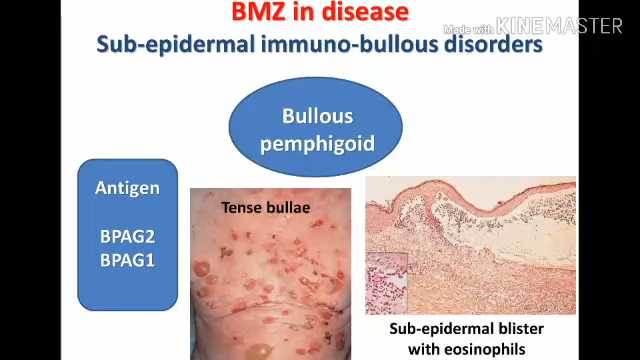 BMZ in disease
Made with KINEMASTER
Sub-epidermal immuno-bullous disorders
Bullous
pemphigoid
Antigen
BPAG2
BPAG1
Tense bullae
Sub-epidermal blister
with eosinophils